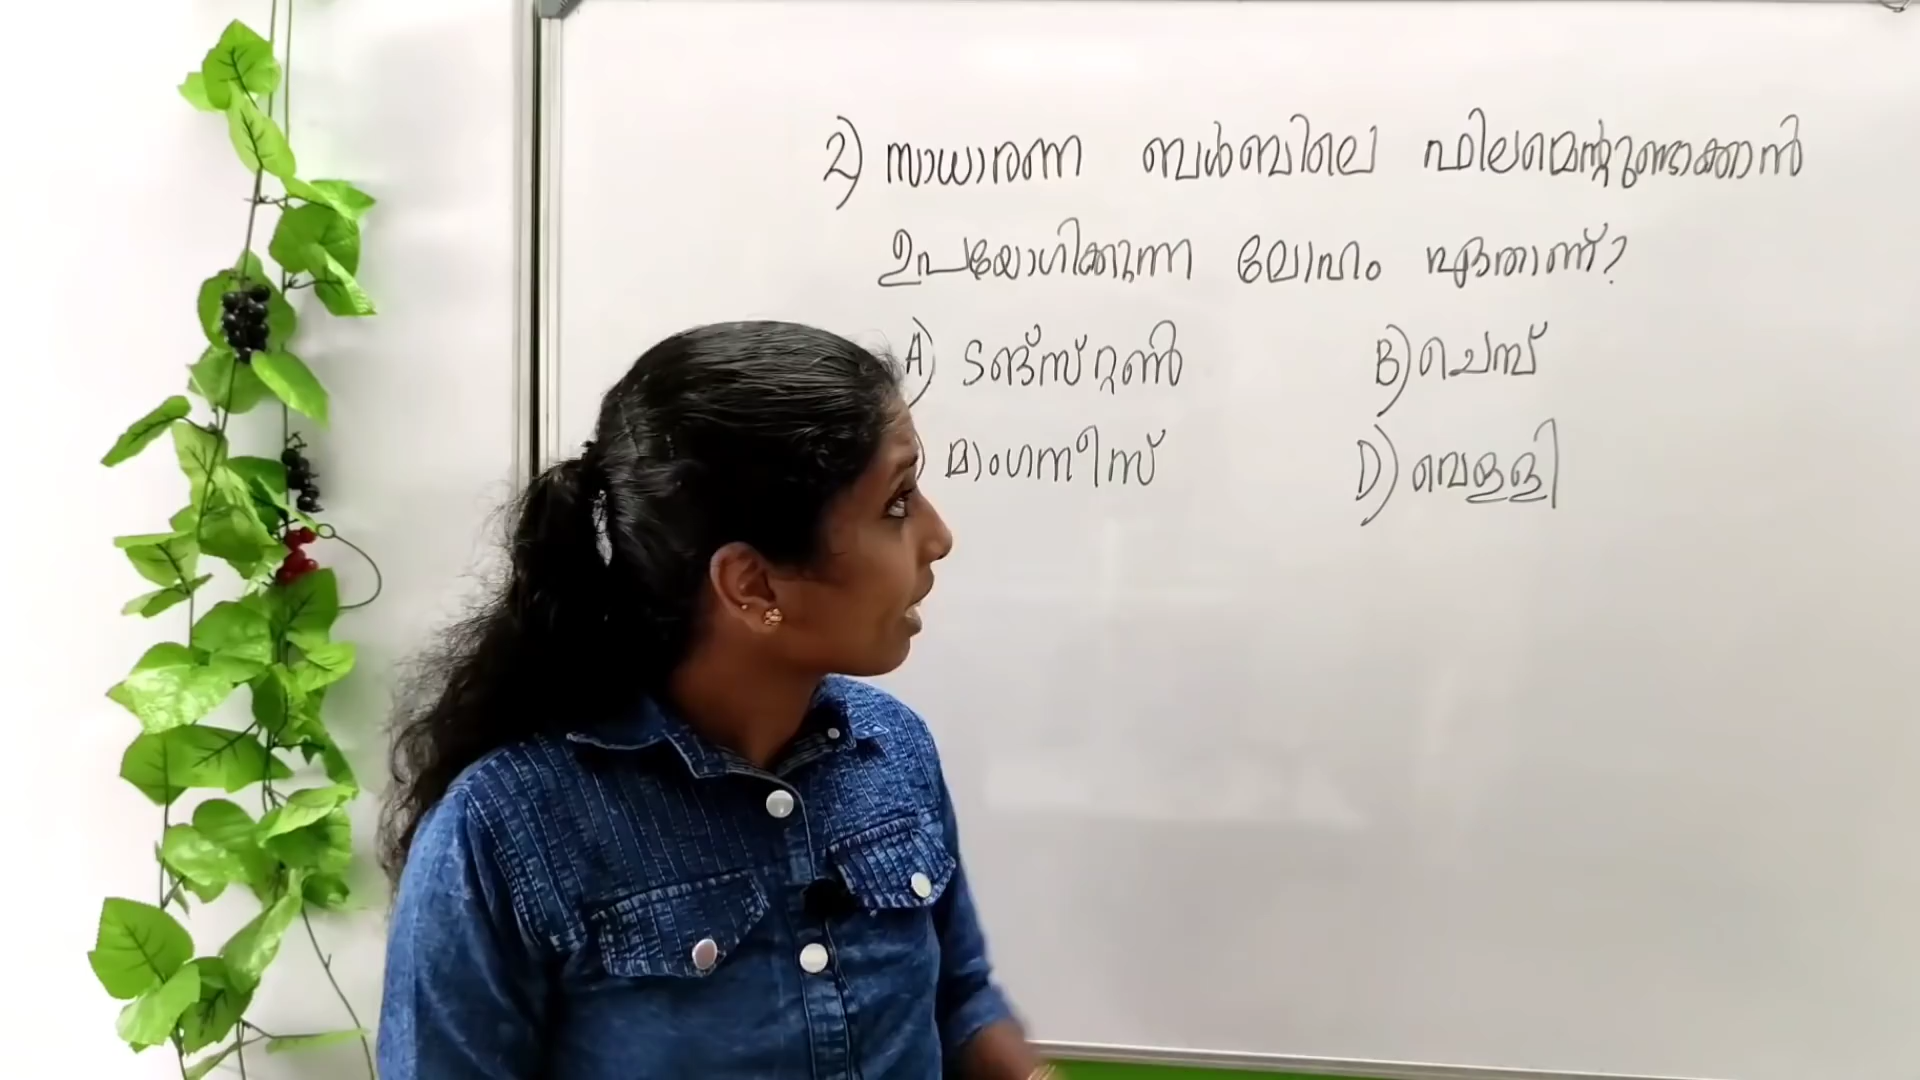 2) സാധാരണ ബൾബിലെ ഫിലമെന്റുണ്ടാക്കാൻ
ഉപയോഗിക്കുന്ന ലോഹം ഏതാണ്?
A) ടങ്സ്റ്റൺ B) ചെമ്പ്
) മാംഗനീസ് D) വെള്ളി